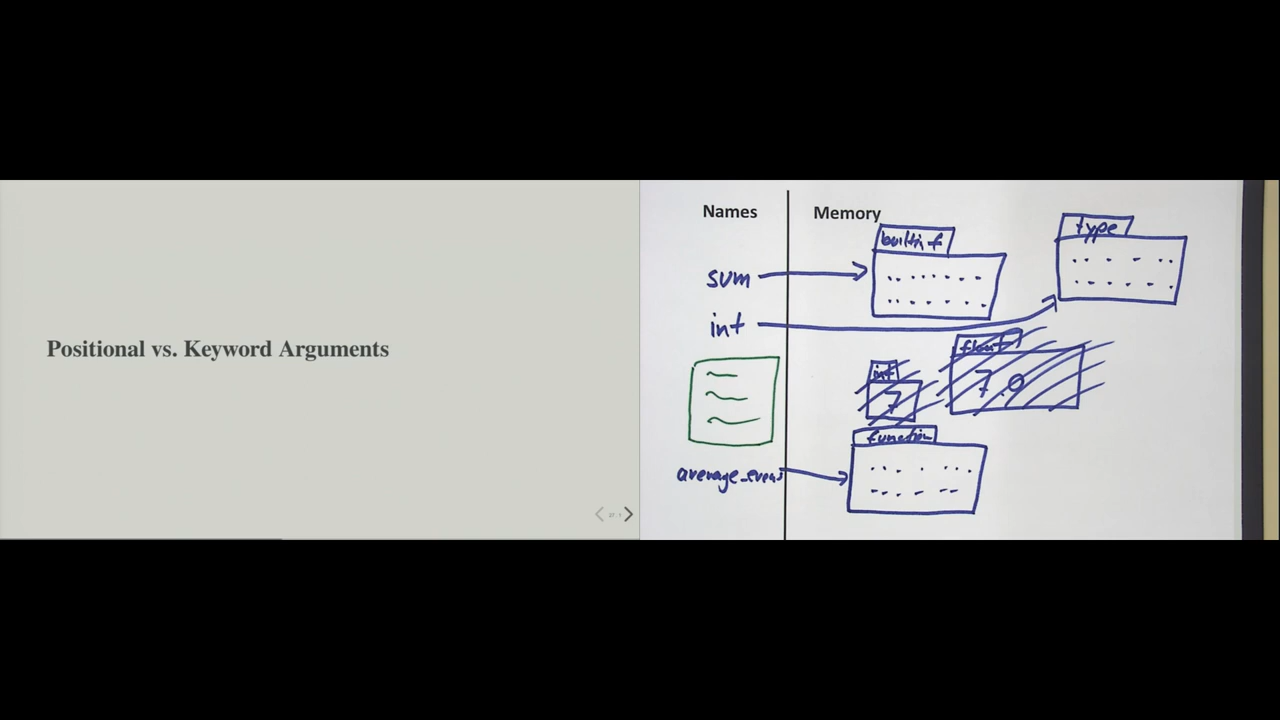 Positional vs. Keyword Arguments
Names
Memory
builtin f
type
sum
int
float
7.0
int
7
function
average_evens